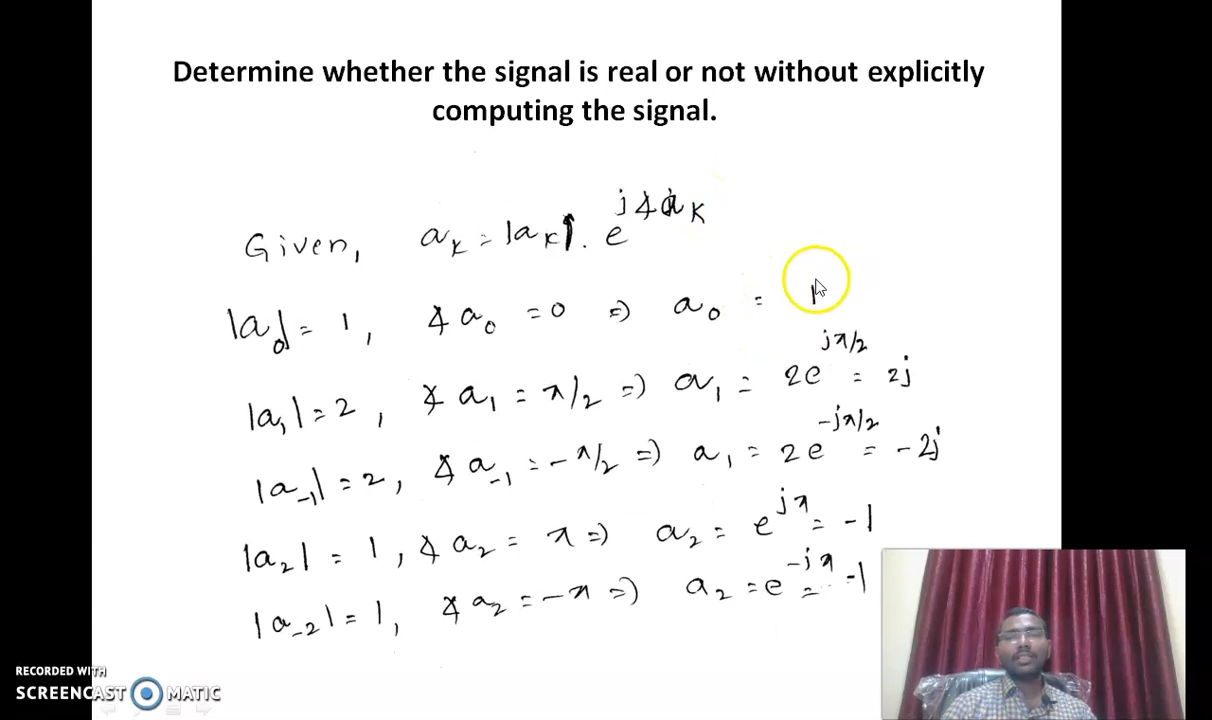 Determine whether the signal is real or not without explicitly
computing the signal.
Given, aₖ = |aₖ| . e^{j∡aₖ}
|a₀| = 1, ∡a₀ = 0 ⇒ a₀ = 1
|a₁| = 2, ∡a₁ = π/2 ⇒ a₁ = 2e^{jπ/2} = 2j
|a₋₁| = 2, ∡a₋₁ = -π/2 ⇒ a₁ = 2e^{-jπ/2} = -2j
|a₂| = 1, ∡a₂ = π ⇒ a₂ = e^{jπ} = -1
|a₋₂| = 1, ∡a₂ = -π ⇒ a₂ = e^{-jπ} = -1
RECORDED WITH
SCREENCAST MATIC